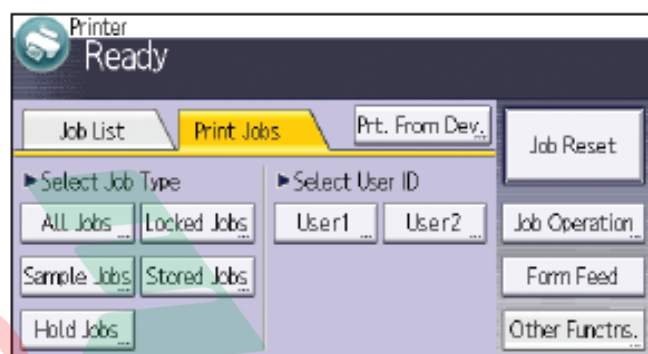 Printer
Ready
Job List Print Jobs Prt. From Dev.
Job Reset
►Select Job Type ►Select User ID
All Jobs Locked Jobs User1 User2 Job Operation
Sample Jobs Stored Jobs Form Feed
Hold Jobs Other Functns.